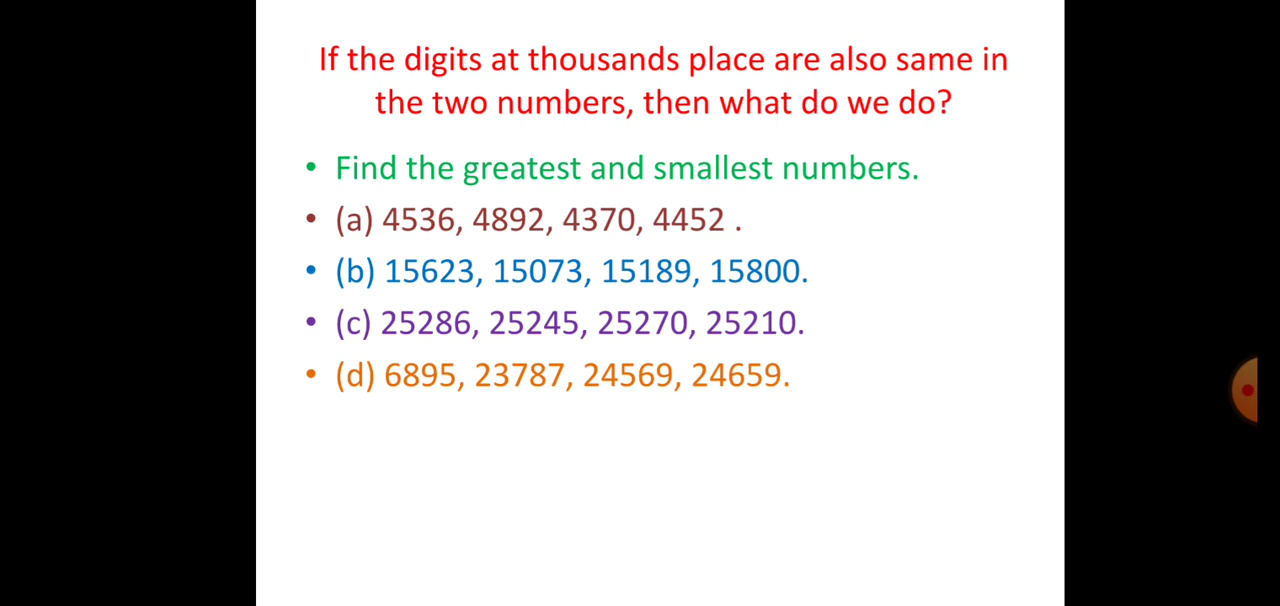 If the digits at thousands place are also same in
the two numbers, then what do we do?
• Find the greatest and smallest numbers.
• (a) 4536, 4892, 4370, 4452 .
• (b) 15623, 15073, 15189, 15800.
• (c) 25286, 25245, 25270, 25210.
• (d) 6895, 23787, 24569, 24659.